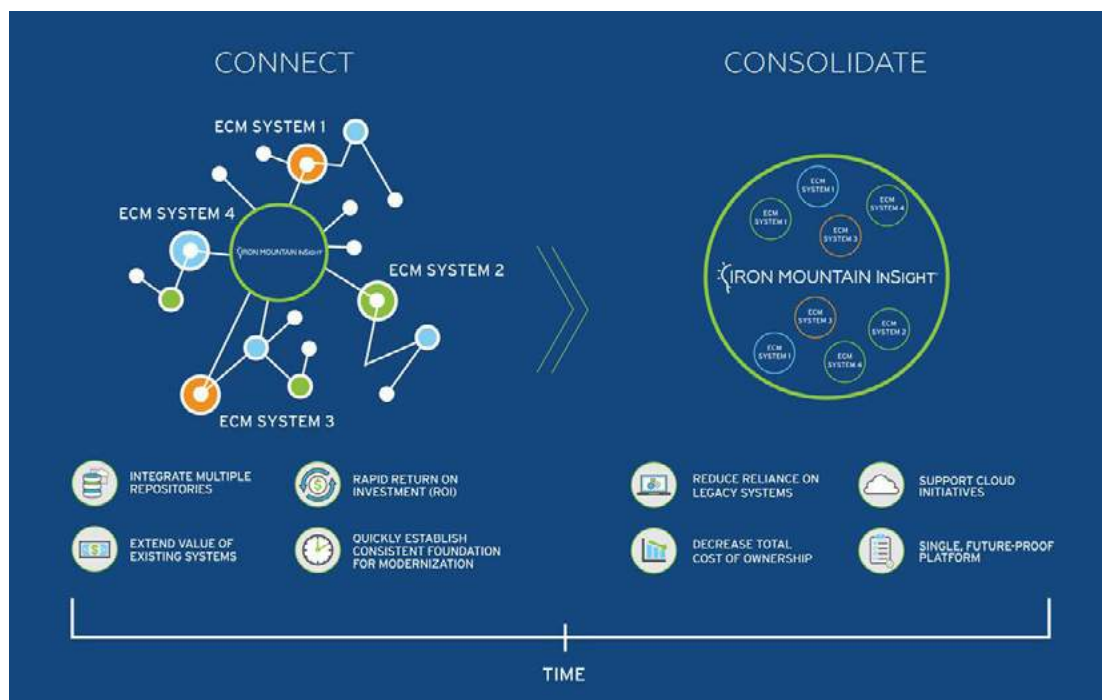 CONNECT
ECM SYSTEM 1
ECM SYSTEM 4
IRON MOUNTAIN INSIGHT
ECM SYSTEM 2
ECM SYSTEM 3
INTEGRATE MULTIPLE
REPOSITORIES
RAPID RETURN ON
INVESTMENT (ROI)
EXTEND VALUE OF
EXISTING SYSTEMS
QUICKLY ESTABLISH
CONSISTENT FOUNDATION
FOR MODERNIZATION
CONSOLIDATE
ECM
SYSTEM 1
ECM
SYSTEM 4
ECM
SYSTEM 1
ECM
SYSTEM 3
IRON MOUNTAIN INSIGHT
ECM
SYSTEM 3
ECM
SYSTEM 2
ECM
SYSTEM 1
ECM
SYSTEM 4
REDUCE RELIANCE ON
LEGACY SYSTEMS
SUPPORT CLOUD
INITIATIVES
DECREASE TOTAL
COST OF OWNERSHIP
SINGLE, FUTURE-PROOF
PLATFORM
TIME